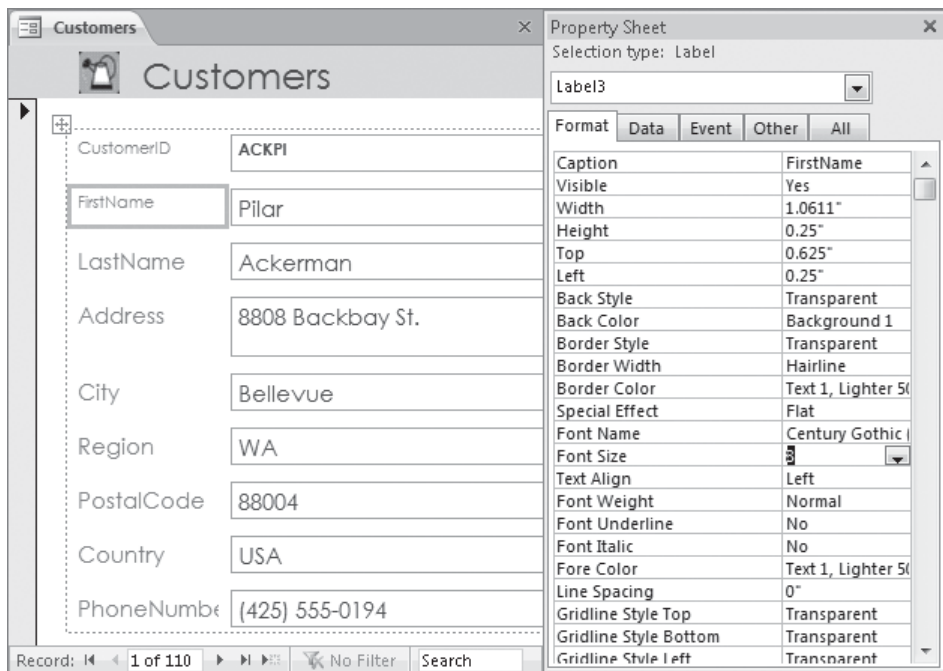 Customers
Customers
CustomerID ACKPI
FirstName Pilar
LastName Ackerman
Address 8808 Backbay St.
City Bellevue
Region WA
PostalCode 88004
Country USA
PhoneNumbe (425) 555-0194
Record: 1 of 110 No Filter Search
Property Sheet
Selection type: Label
Label3
Format Data Event Other All
Caption FirstName
Visible Yes
Width 1.0611"
Height 0.25"
Top 0.625"
Left 0.25"
Back Style Transparent
Back Color Background 1
Border Style Transparent
Border Width Hairline
Border Color Text 1, Lighter 50
Special Effect Flat
Font Name Century Gothic (
Font Size 8
Text Align Left
Font Weight Normal
Font Underline No
Font Italic No
Fore Color Text 1, Lighter 50
Line Spacing 0"
Gridline Style Top Transparent
Gridline Style Bottom Transparent
Gridline Style Left Transparent